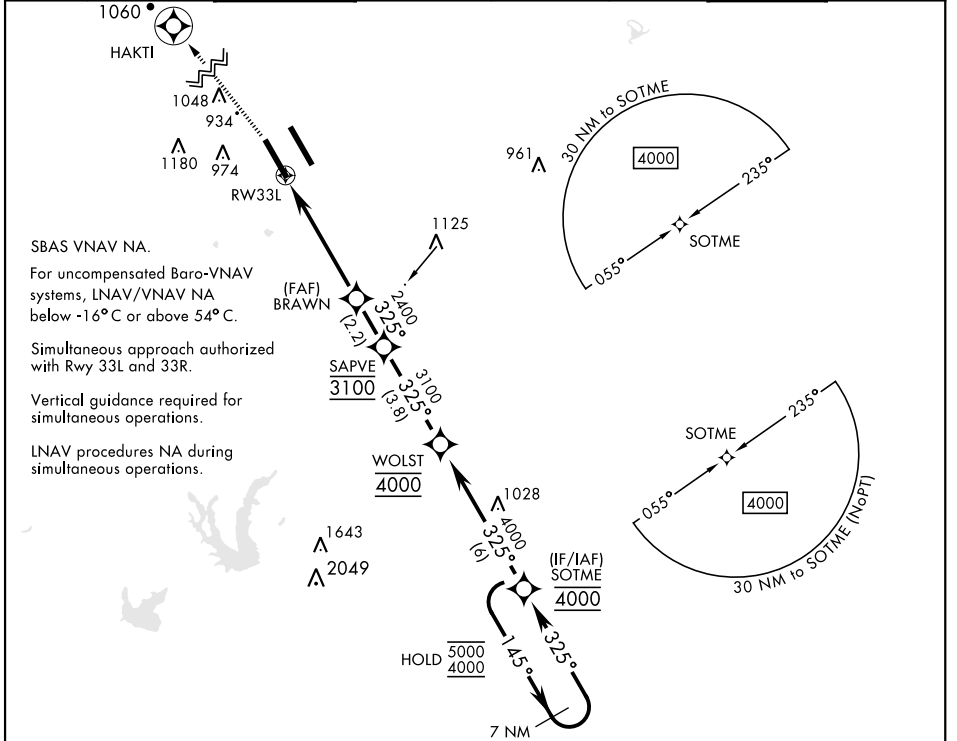 1060
HAKTI
1048
934
1180
974
RW33L
961
30 NM to SOTME
4000
235°
SOTME
055°
SBAS VNAV NA.
For uncompensated Baro-VNAV
systems, LNAV/VNAV NA
below -16°C or above 54°C.
Simultaneous approach authorized
with Rwy 33L and 33R.
Vertical guidance required for
simultaneous operations.
LNAV procedures NA during
simultaneous operations.
1125
(FAF)
BRAWN
2400
325°
(2.2)
SAPVE
3100
3100
325°
(3.8)
WOLST
4000
235°
SOTME
055°
4000
30 NM to SOTME (NoPT)
1028
4000
325°
(6)
1643
2049
(IF/IAF)
SOTME
4000
HOLD 5000
4000
145°
325°
7 NM